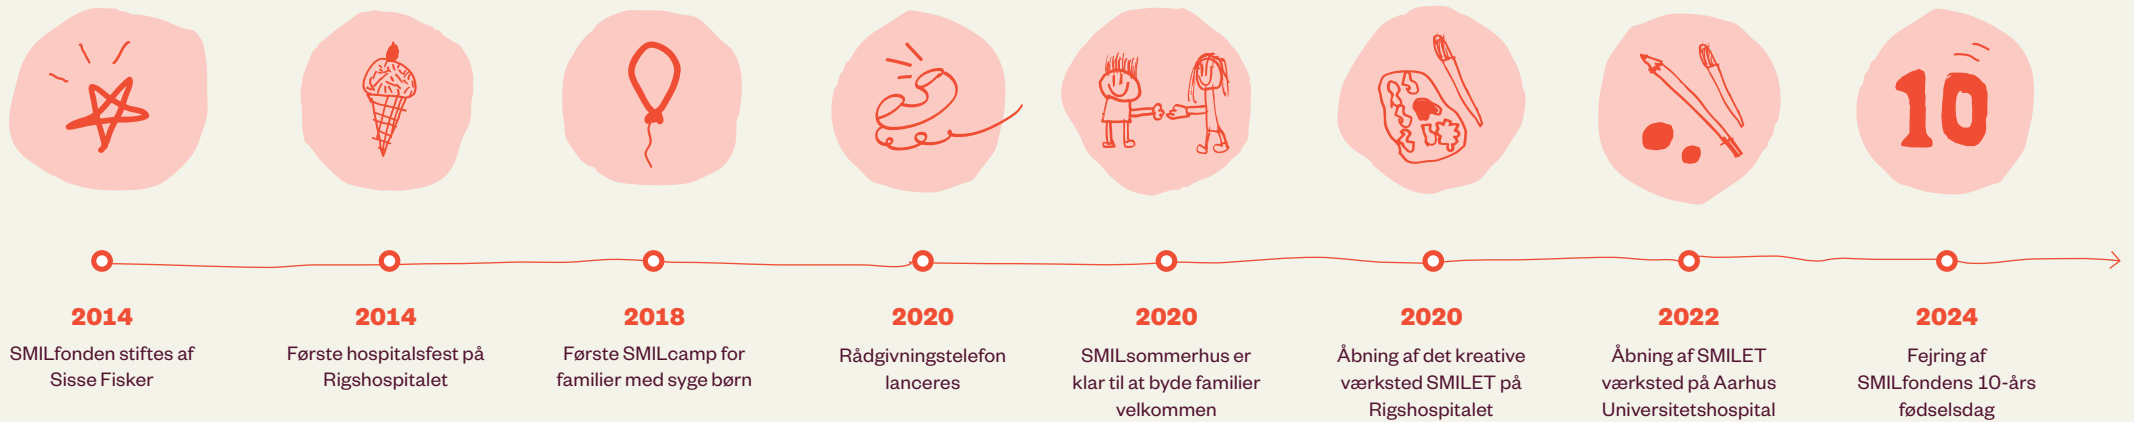 10
2014
SMILfonden stiftes af
Sisse Fisker
2014
Første hospitalsfest på
Rigshospitalet
2018
Første SMILcamp for
familier med syge børn
2020
Rådgivningstelefon
lanceres
2020
SMILsommerhus er
klar til at byde familier
velkommen
2020
Åbning af det kreative
værksted SMILET på
Rigshospitalet
2022
Åbning af SMILET
værksted på Aarhus
Universitetshospital
2024
Fejring af
SMILfondens 10-års
fødselsdag